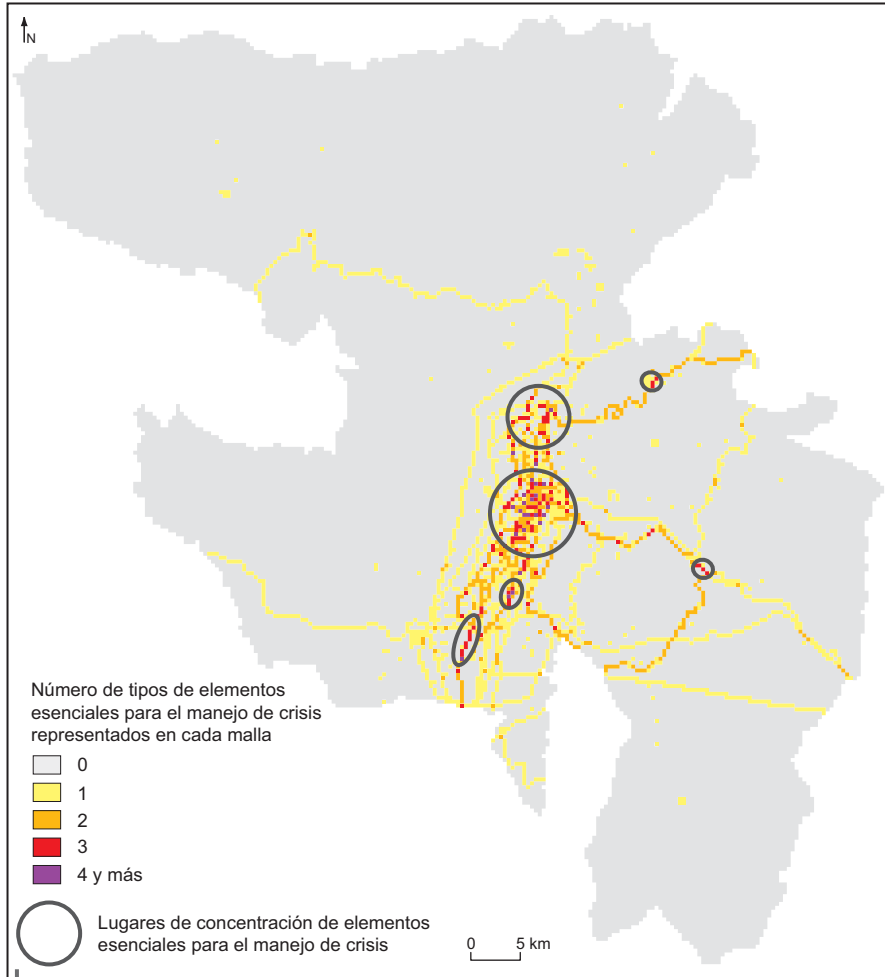 N
Número de tipos de elementos
esenciales para el manejo de crisis
representados en cada malla
0
1
2
3
4 y más
Lugares de concentración de elementos
esenciales para el manejo de crisis
0 5 km